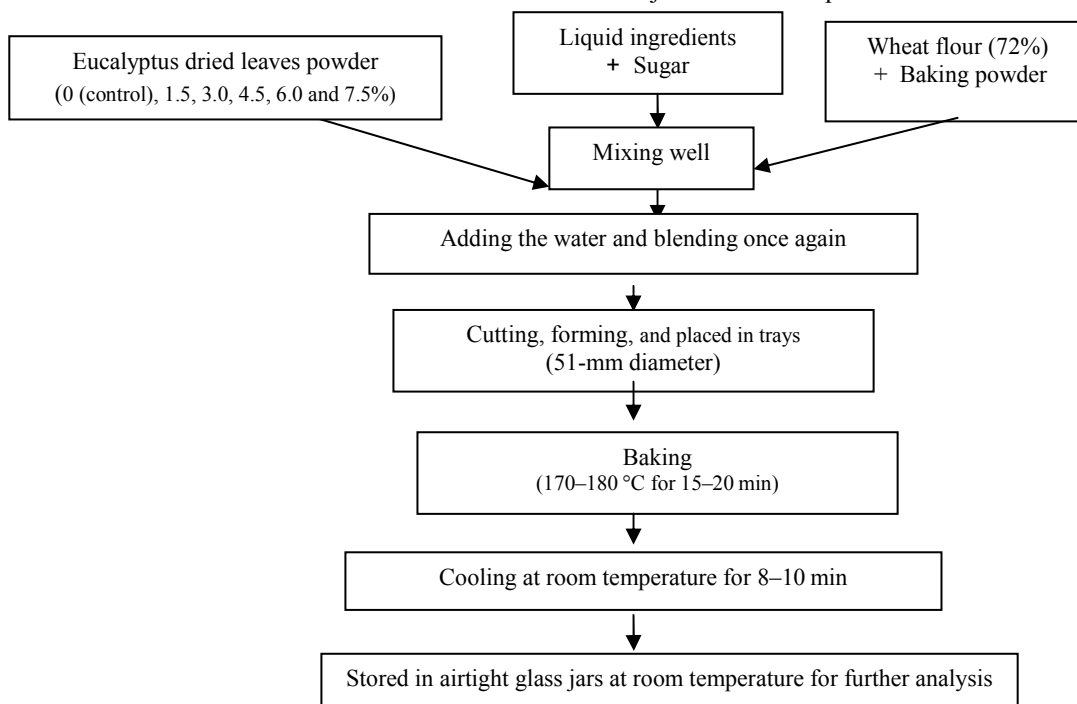 Eucalyptus dried leaves powder
(0 (control), 1.5, 3.0, 4.5, 6.0 and 7.5%)
Liquid ingredients
+ Sugar
Wheat flour (72%)
+ Baking powder
Mixing well
Adding the water and blending once again
Cutting, forming, and placed in trays
(51-mm diameter)
Baking
(170–180 °C for 15–20 min)
Cooling at room temperature for 8–10 min
Stored in airtight glass jars at room temperature for further analysis